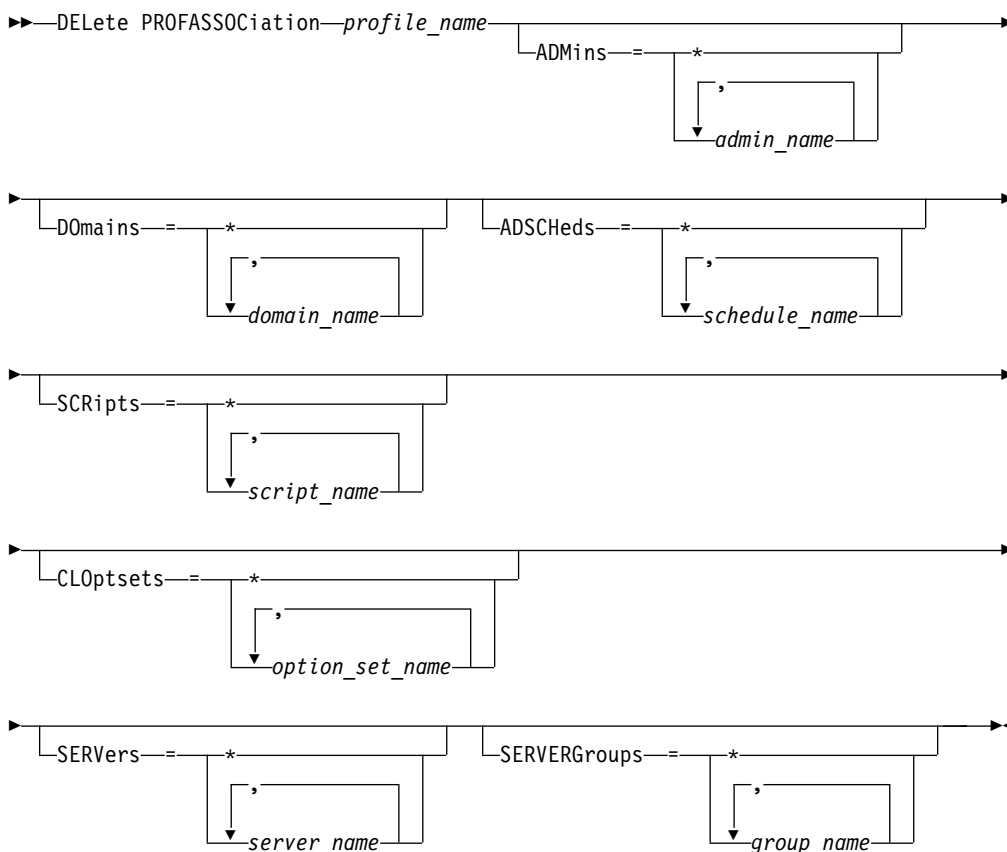 DELete PROFASSOCiation profile_name
ADMins = *
,
admin_name
DOmains = * ADSCHeds = *
, ,
domain_name schedule_name
SCRipts = *
,
script_name
CLOptsets = *
,
option_set_name
SERVers = * SERVERGroups = *
, ,
server_name group_name